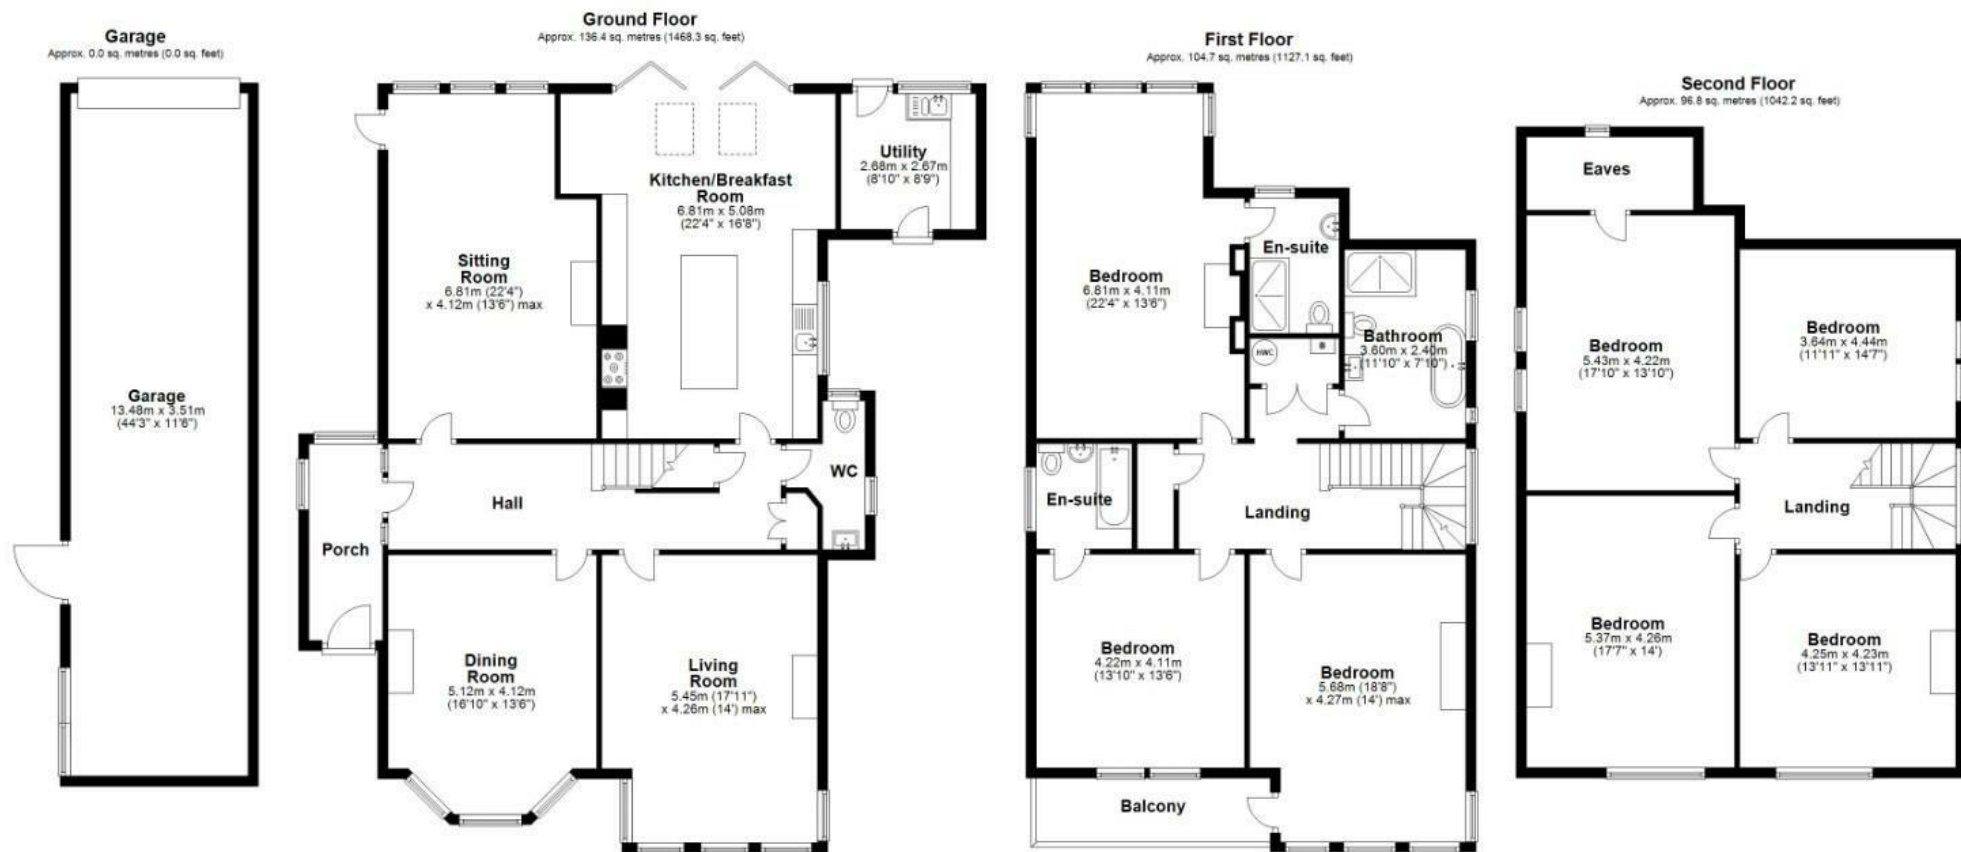 Garage
Approx. 0.0 sq. metres (0.0 sq. feet)
Garage
13.48m x 3.51m
(44'3" x 11'6")
Ground Floor
Approx. 136.4 sq. metres (1468.3 sq. feet)
Utility
2.68m x 2.67m
(8'10" x 8'9")
Kitchen/Breakfast
Room
6.81m x 5.08m
(22'4" x 16'8")
Sitting
Room
6.81m (22'4")
x 4.12m (13'6") max
WC
Hall
Porch
Dining
Room
5.12m x 4.12m
(16'10" x 13'6")
Living
Room
5.45m (17'11")
x 4.26m (14') max
First Floor
Approx. 104.7 sq. metres (1127.1 sq. feet)
En-suite
Bedroom
6.81m x 4.11m
(22'4" x 13'6")
HWC
Bathroom
3.60m x 2.40m
(11'10" x 7'10")
En-suite
Landing
Bedroom
4.22m x 4.11m
(13'10" x 13'6")
Bedroom
5.68m (18'8")
x 4.27m (14') max
Balcony
Second Floor
Approx. 96.8 sq. metres (1042.2 sq. feet)
Eaves
Bedroom
5.43m x 4.22m
(17'10" x 13'10")
Bedroom
3.64m x 4.44m
(11'11" x 14'7")
Landing
Bedroom
5.37m x 4.26m
(17'7" x 14')
Bedroom
4.25m x 4.23m
(13'11" x 13'11")